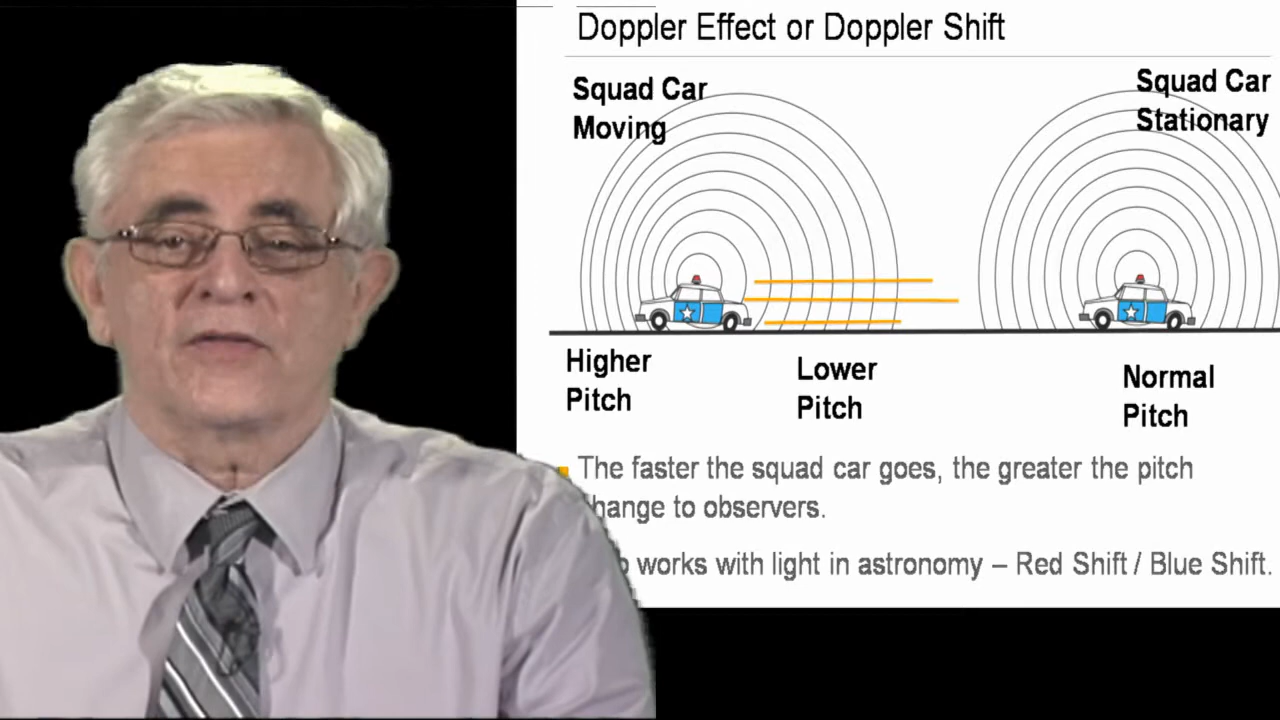 Doppler Effect or Doppler Shift
Squad Car
Moving
Squad Car
Stationary
Higher
Pitch
Lower
Pitch
Normal
Pitch
The faster the squad car goes, the greater the pitch
hange to observers.
works with light in astronomy – Red Shift / Blue Shift.